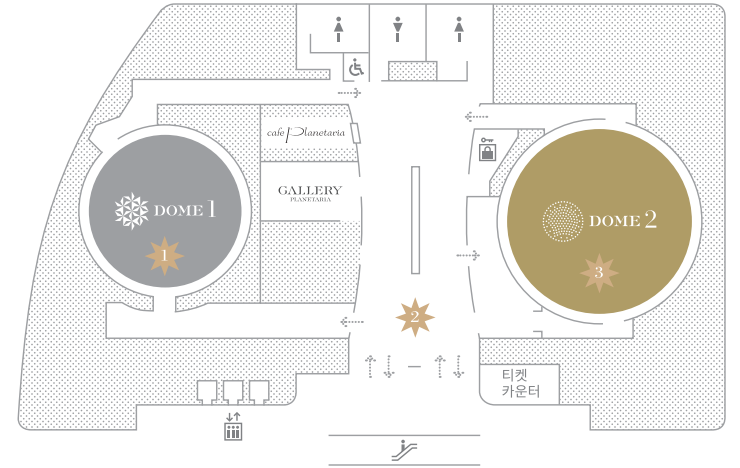 cafe Planetaria
GALLERY
PLANETARIA
DOME 1
DOME 2
1
3
2
티켓
카운터